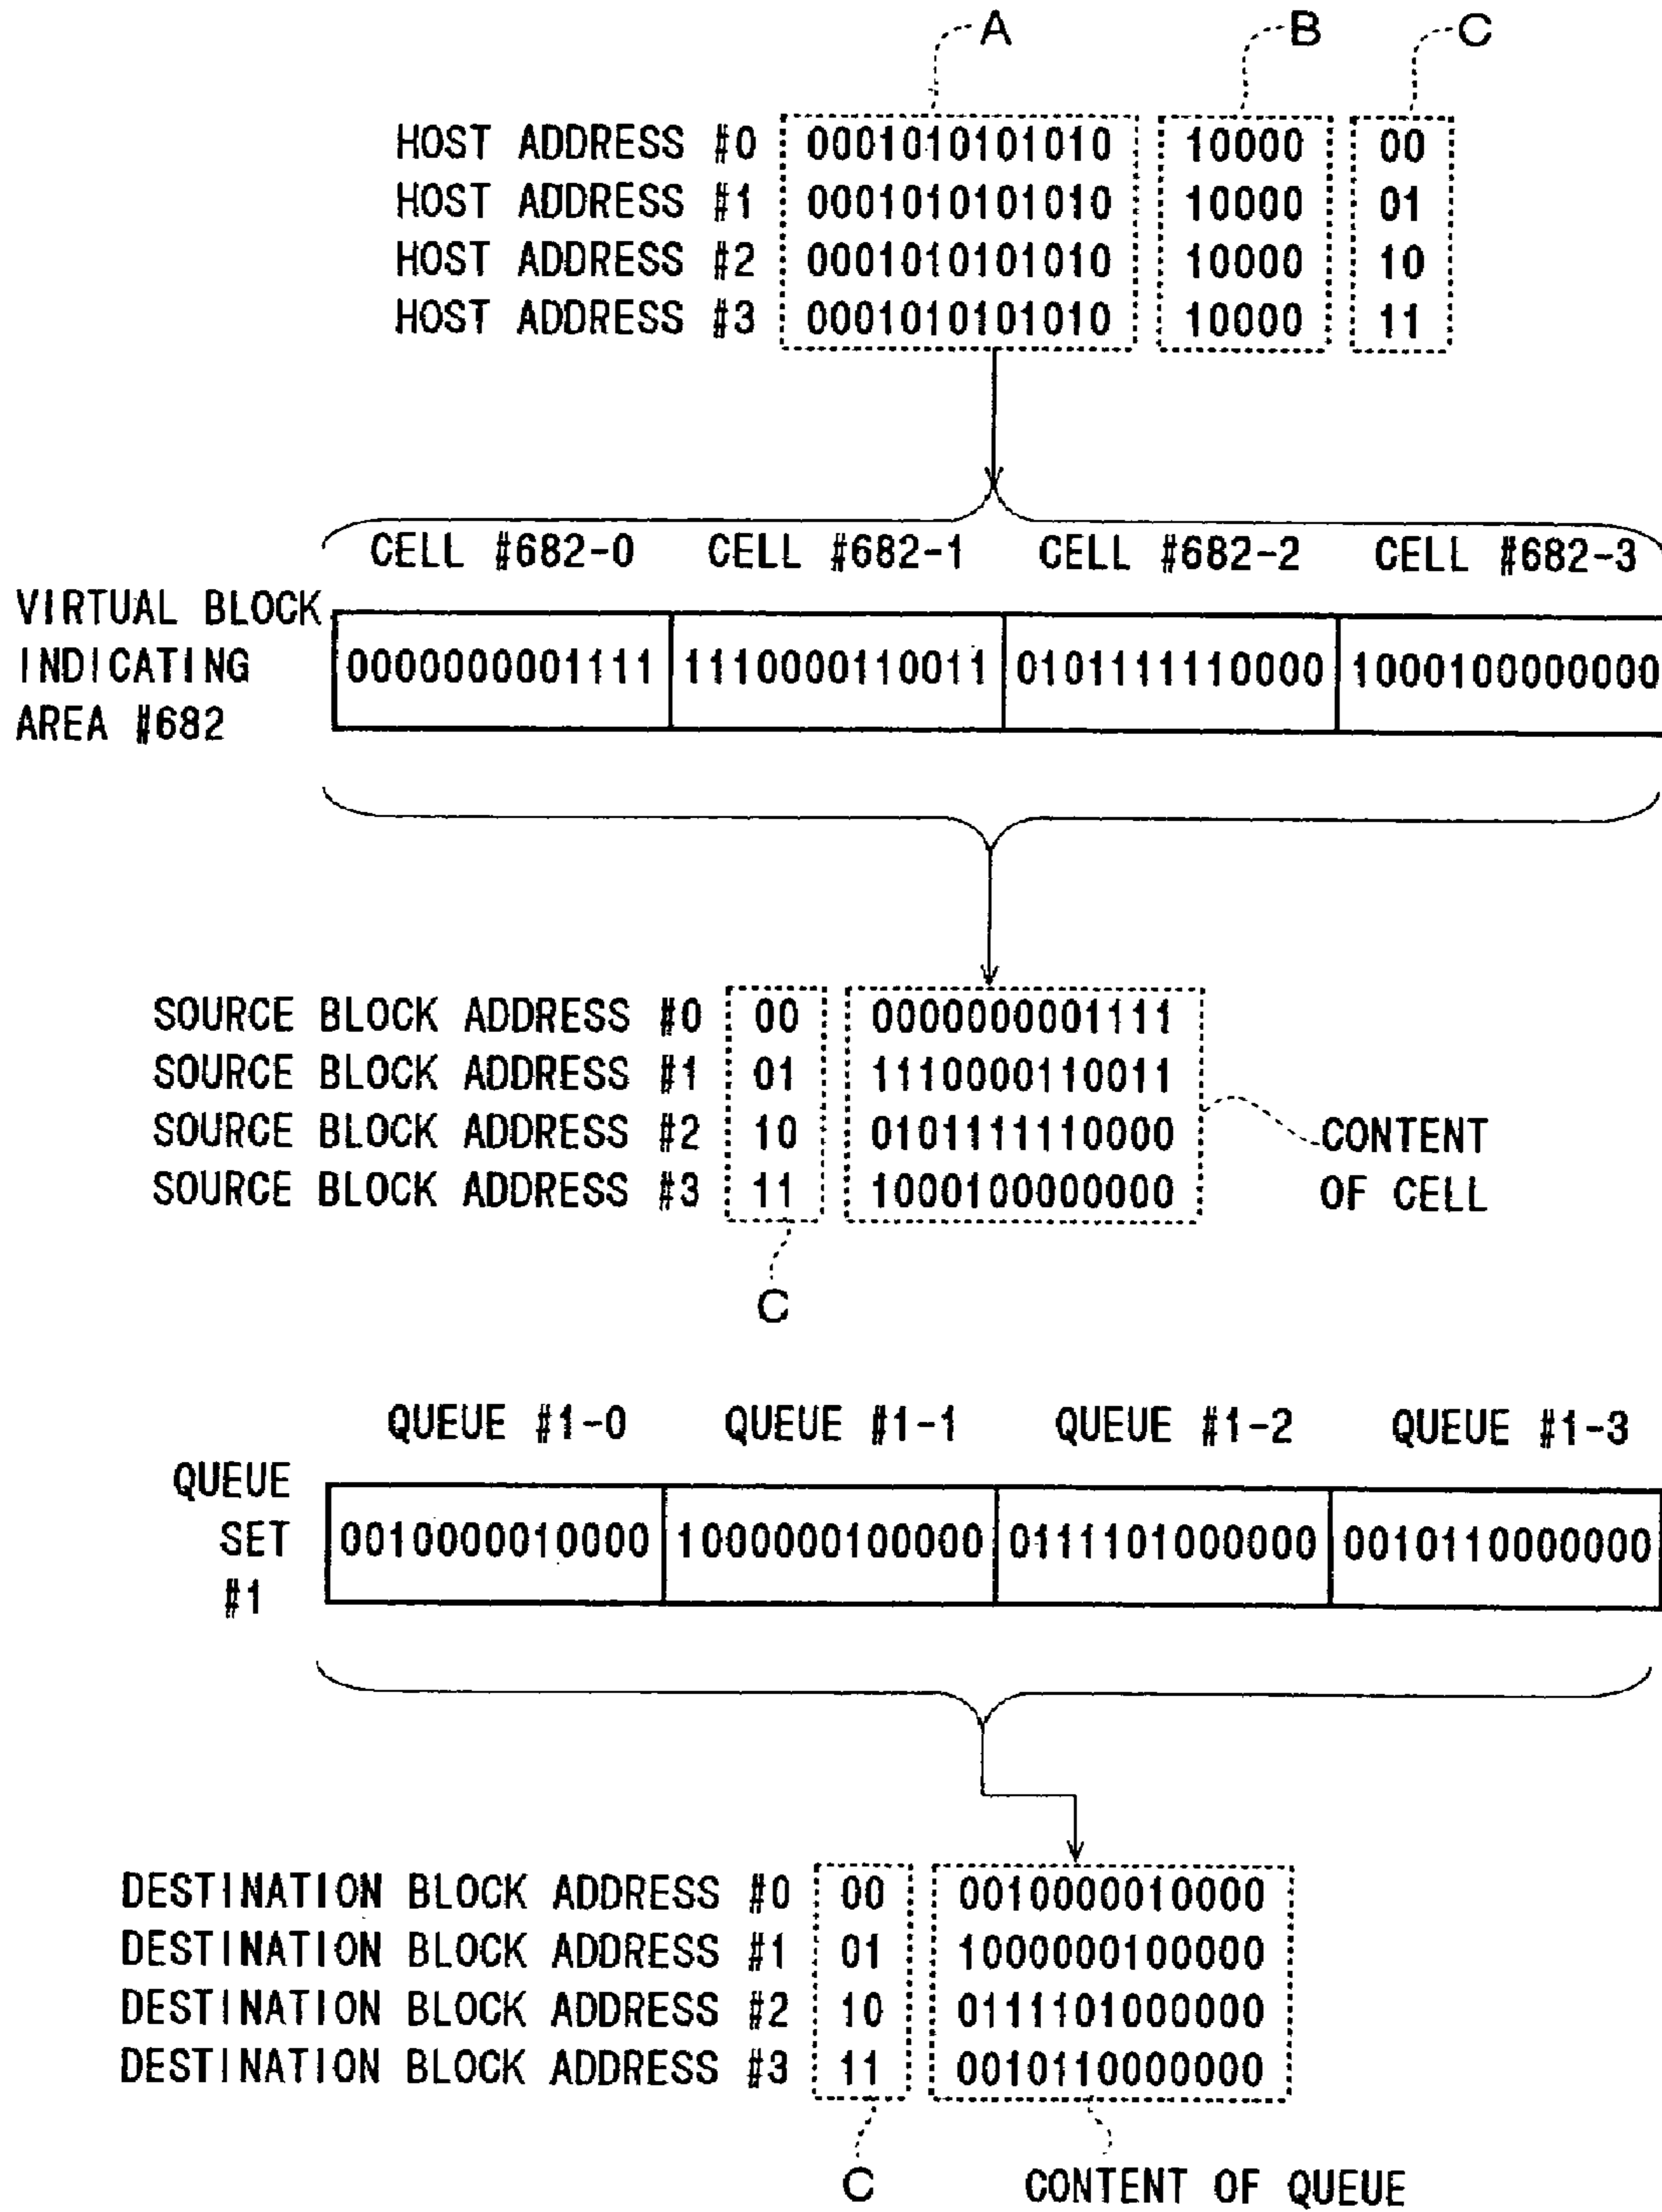 A B C
HOST ADDRESS #0 0001010101010 10000 00
HOST ADDRESS #1 0001010101010 10000 01
HOST ADDRESS #2 0001010101010 10000 10
HOST ADDRESS #3 0001010101010 10000 11
CELL #682-0 CELL #682-1 CELL #682-2 CELL #682-3
VIRTUAL BLOCK
INDICATING
AREA #682
0000000001111 1110000110011 0101111110000 1000100000000
SOURCE BLOCK ADDRESS #0 00 0000000001111
SOURCE BLOCK ADDRESS #1 01 1110000110011
SOURCE BLOCK ADDRESS #2 10 0101111110000
SOURCE BLOCK ADDRESS #3 11 1000100000000
CONTENT
OF CELL
C
QUEUE #1-0 QUEUE #1-1 QUEUE #1-2 QUEUE #1-3
QUEUE
SET
#1
0010000010000 1000000100000 0111101000000 0010110000000
DESTINATION BLOCK ADDRESS #0 00 0010000010000
DESTINATION BLOCK ADDRESS #1 01 1000000100000
DESTINATION BLOCK ADDRESS #2 10 0111101000000
DESTINATION BLOCK ADDRESS #3 11 0010110000000
C CONTENT OF QUEUE